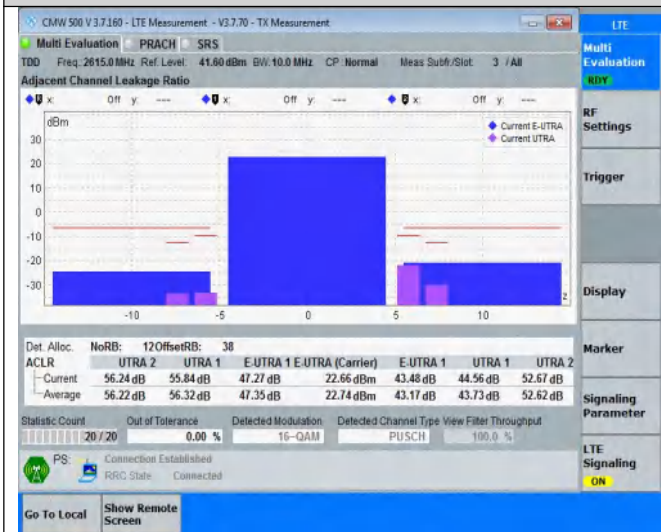 CMW 500 V 3.7.160 - LTE Measurement - V3.7.70 - TX Measurement
LTE
Multi Evaluation PRACH SRS
TDD Freq.: 2615.0 MHz Ref. Level: 41.60 dBm BW: 10.0 MHz CP: Normal Meas Subfr./Slot: 3 / All
Adjacent Channel Leakage Ratio
x: Off y: --- x: Off y: --- x: Off y: ---
dBm
Current E-UTRA
Current UTRA
30
20
10
0
-10
-20
-30
z
-10 -5 0 5 10
Det. Alloc. NoRB: 12 OffsetRB: 38
ACLR UTRA 2 UTRA 1 E-UTRA 1 E-UTRA (Carrier) E-UTRA 1 UTRA 1 UTRA 2
Current 56.24 dB 55.84 dB 47.27 dB 22.66 dBm 43.48 dB 44.56 dB 52.67 dB
Average 56.22 dB 56.32 dB 47.35 dB 22.74 dBm 43.17 dB 43.73 dB 52.62 dB
Statistic Count Out of Tolerance Detected Modulation Detected Channel Type View Filter Throughput
20 / 20 0.00 % 16-QAM PUSCH 100.0 %
PS: Connection Established
RRC State Connected
Multi
Evaluation
RDY
RF
Settings
Trigger
Display
Marker
Signaling
Parameter
LTE
Signaling
ON
Go To Local
Show Remote
Screen